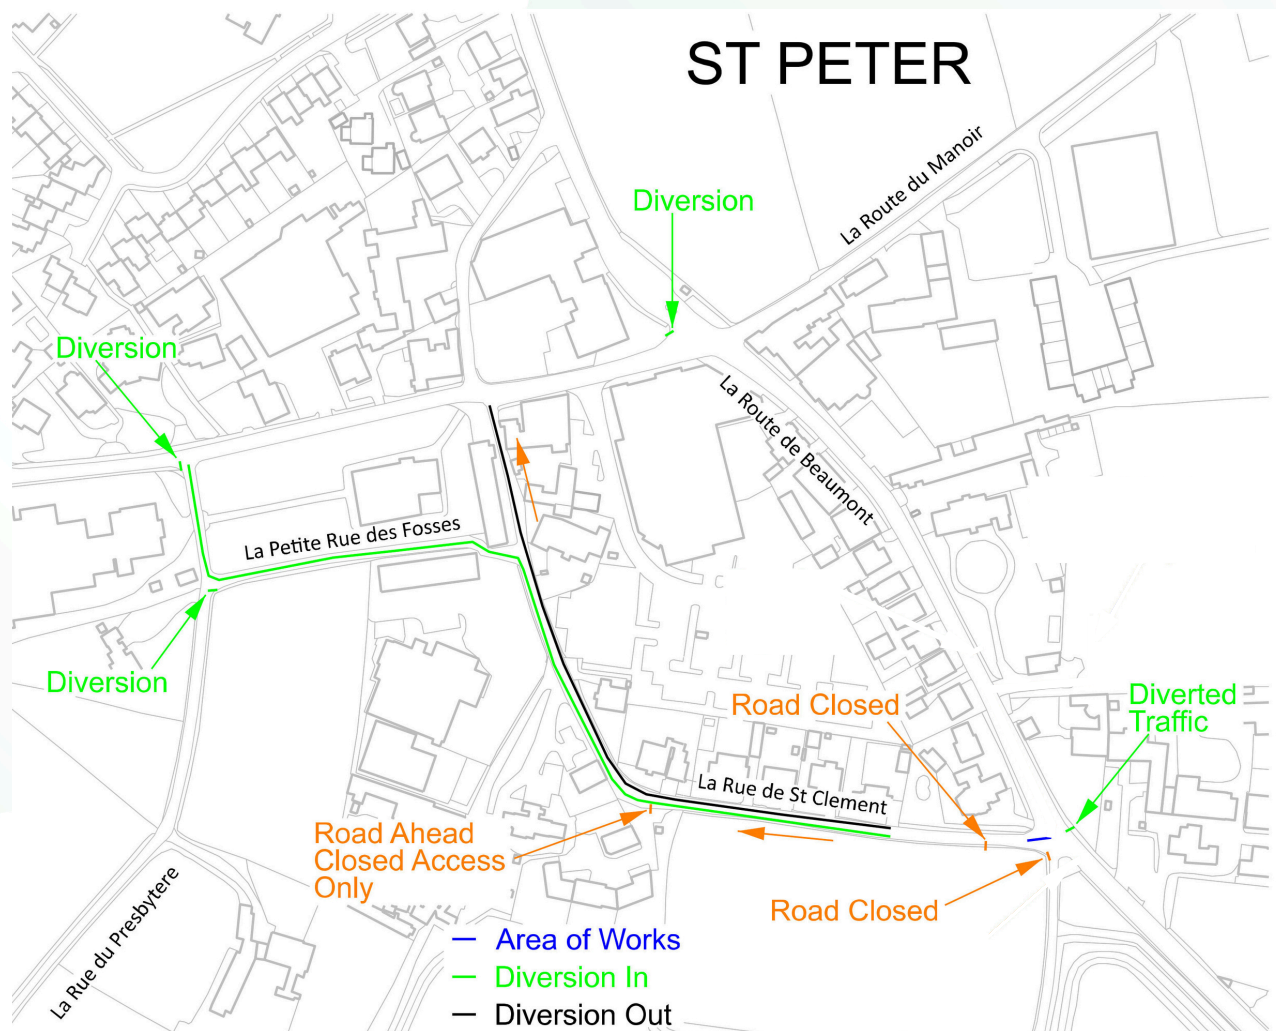 ST PETER
La Route du Manoir
Diversion
Diversion
La Route de Beaumont
La Petite Rue des Fosses
Diversion
Road Closed
Diverted
Traffic
La Rue de St Clement
Road Ahead
Closed Access
Only
Road Closed
La Rue du Presbytere
Area of Works
Diversion In
Diversion Out